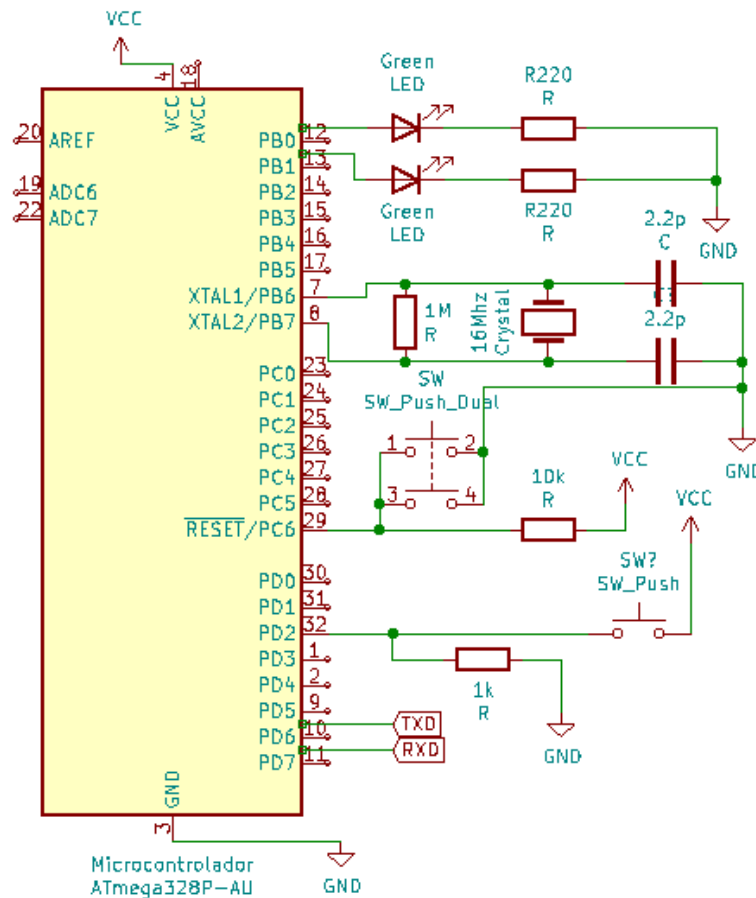 VCC
4
18
VCC
AVCC
20
AREF
19
ADC6
22
ADC7
PB0
12
PB1
13
PB2
14
PB3
15
PB4
16
PB5
17
XTAL1/PB6
7
XTAL2/PB7
8
PC0
23
PC1
24
PC2
25
PC3
26
PC4
27
PC5
28
RESET/PC6
29
PD0
30
PD1
31
PD2
32
PD3
1
PD4
2
PD5
9
PD6
10
PD7
11
GND
3
Microcontrolador
ATmega328P-AU
GND
Green
LED
R220
R
Green
LED
R220
R
GND
2.2p
C
2.2p
1M
R
16Mhz
Crystal
GND
SW
SW_Push_Dual
1
2
3
4
10k
R
VCC
VCC
SW?
SW_Push
1k
R
GND
TXD
RXD